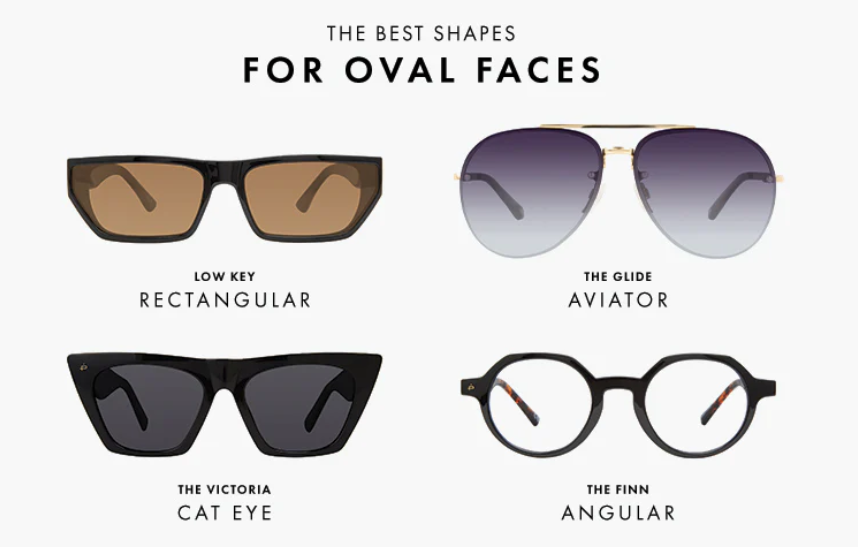 THE BEST SHAPES
FOR OVAL FACES
LOW KEY
RECTANGULAR
THE GLIDE
AVIATOR
THE VICTORIA
CAT EYE
THE FINN
ANGULAR